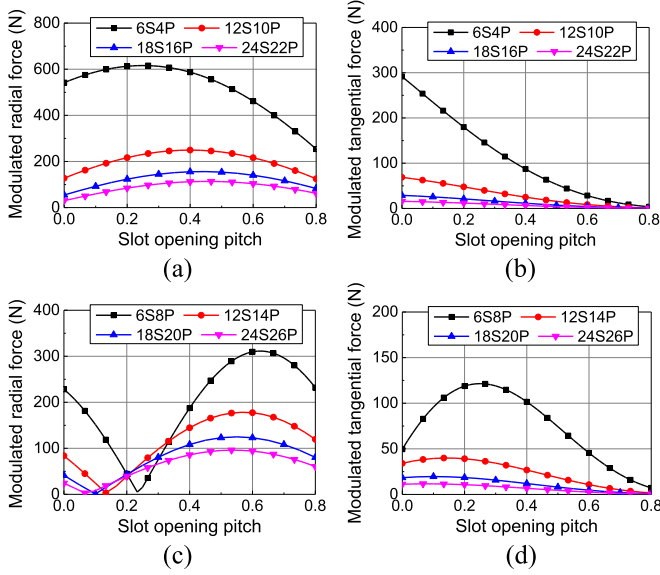 Modulated radial force (N)
800
600
400
200
0
6S4P
12S10P
18S16P
24S22P
0.0 0.2 0.4 0.6 0.8
Slot opening pitch
(a)
Modulated tangential force (N)
400
300
200
100
50
0
6S4P
12S10P
18S16P
24S22P
0.0 0.2 0.4 0.6 0.8
Slot opening pitch
(b)
Modulated radial force (N)
400
300
200
100
0
6S8P
12S14P
18S20P
24S26P
0.0 0.2 0.4 0.6 0.8
Slot opening pitch
(c)
Modulated tangential force (N)
200
150
100
50
0
6S8P
12S14P
18S20P
24S26P
0.0 0.2 0.4 0.6 0.8
Slot opening pitch
(d)